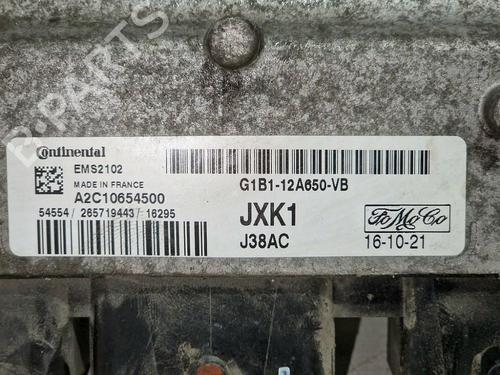 B-PARTS
Continental
EMS2102
MADE IN FRANCE
A2C10654500
54554 / 265719443 / 16295
G1B1-12A650-VB
JXK1
J38AC
FoMoCo
16-10-21